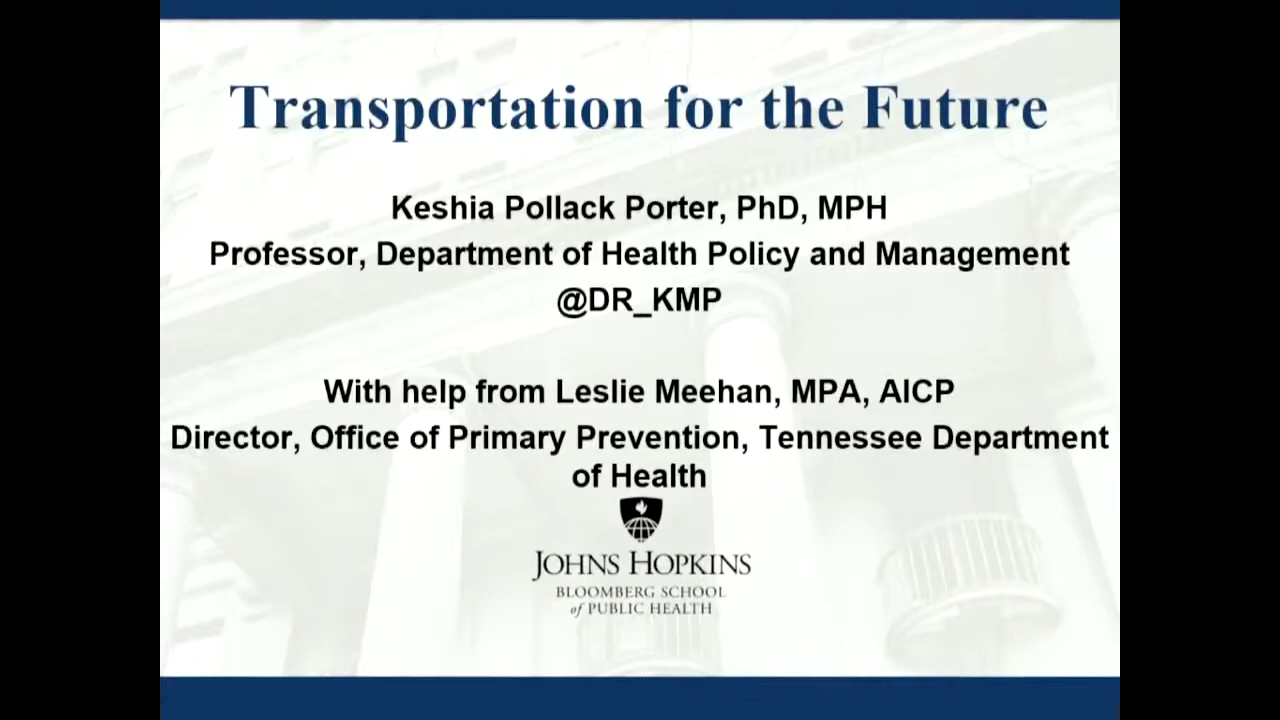 Transportation for the Future
Keshia Pollack Porter, PhD, MPH
Professor, Department of Health Policy and Management
@DR_KMP
With help from Leslie Meehan, MPA, AICP
Director, Office of Primary Prevention, Tennessee Department
of Health
JOHNS HOPKINS
BLOOMBERG SCHOOL
of PUBLIC HEALTH